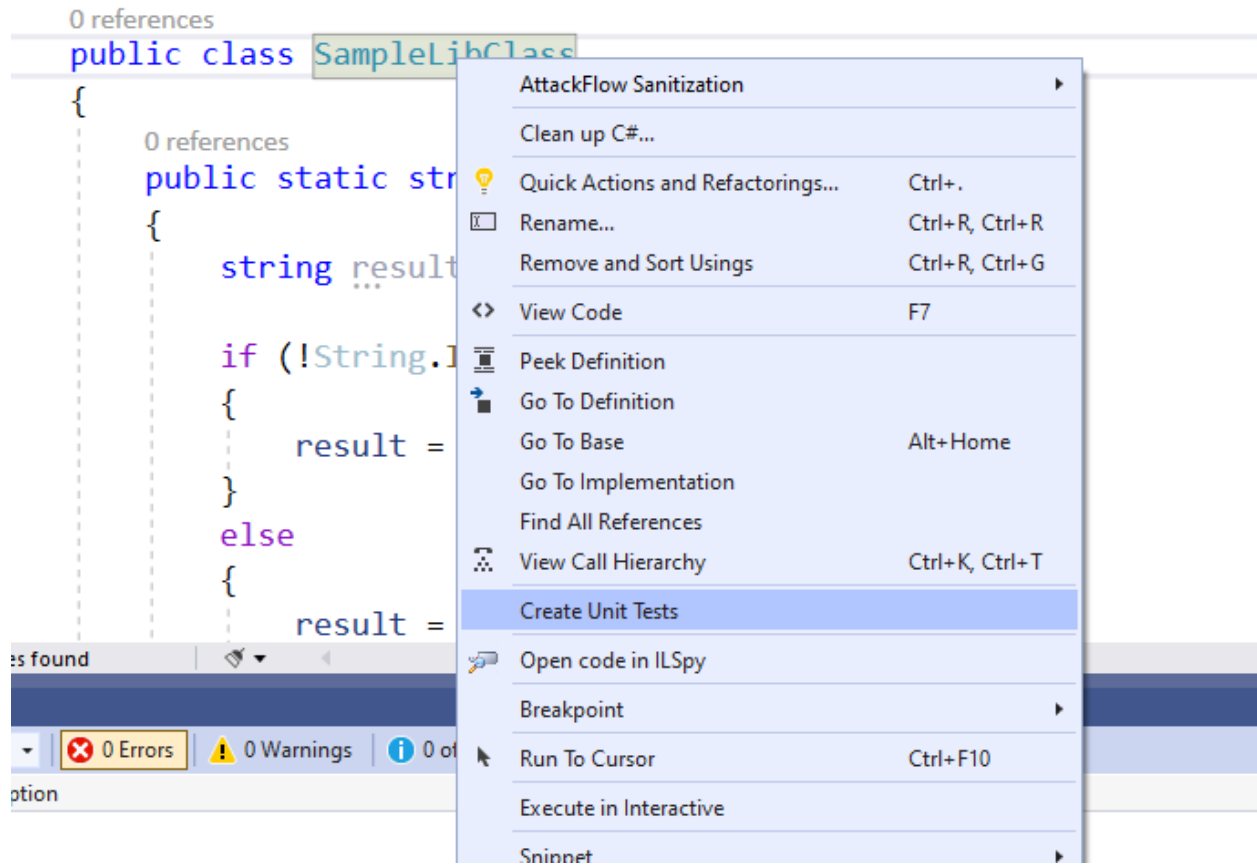 0 references
public class SampleLibClass
{
0 references
public static str
{
string result
if (!String.I
{
result =
}
else
{
result =
AttackFlow Sanitization
Clean up C#...
Quick Actions and Refactorings... Ctrl+.
Rename... Ctrl+R, Ctrl+R
Remove and Sort Usings Ctrl+R, Ctrl+G
View Code F7
Peek Definition
Go To Definition
Go To Base Alt+Home
Go To Implementation
Find All References
View Call Hierarchy Ctrl+K, Ctrl+T
Create Unit Tests
Open code in ILSpy
Breakpoint
Run To Cursor Ctrl+F10
Execute in Interactive
Snippet
es found
0 Errors 0 Warnings 0 of
ption